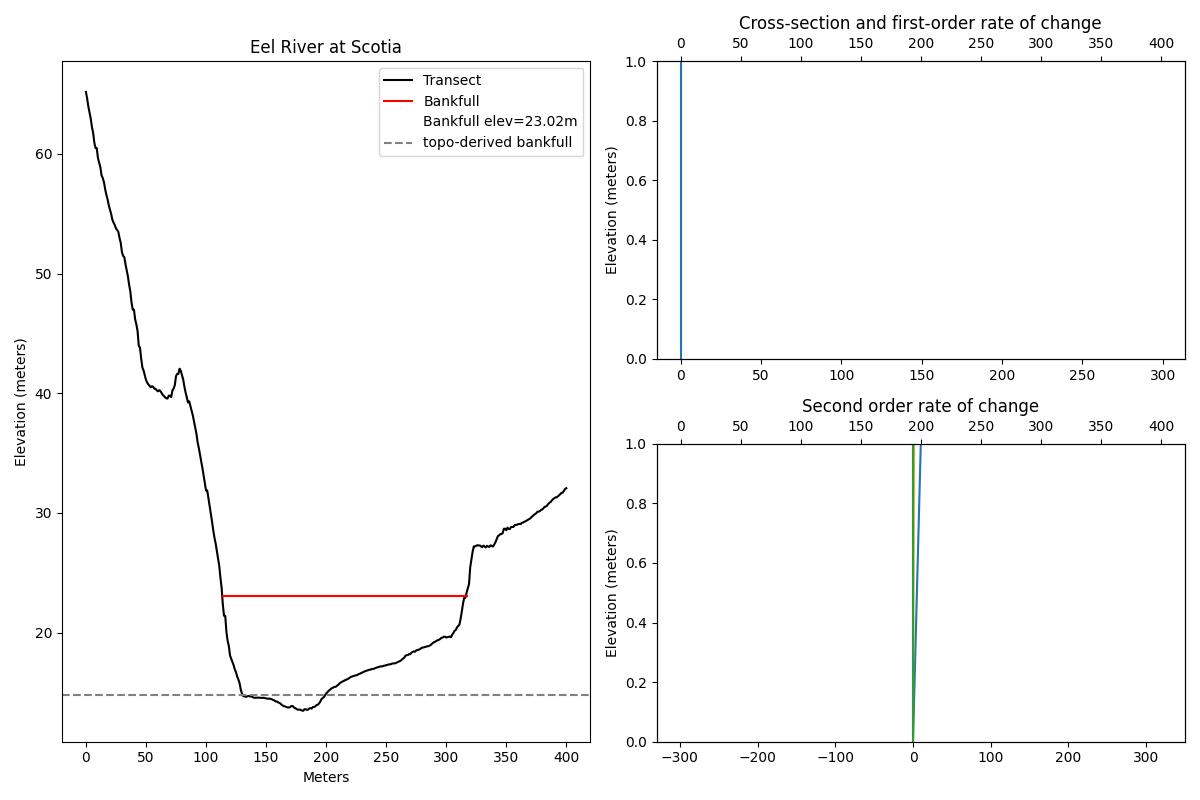 Eel River at Scotia
Transect
Bankfull
Bankfull elev=23.02m
topo-derived bankfull
60
50
40
30
20
Elevation (meters)
0 50 100 150 200 250 300 350 400
Meters
Cross-section and first-order rate of change
0 50 100 150 200 250 300 350 400
1.0
0.8
0.6
0.4
0.2
0.0
Elevation (meters)
0 50 100 150 200 250 300
Second order rate of change
0 50 100 150 200 250 300 350 400
1.0
0.8
0.6
0.4
0.2
0.0
Elevation (meters)
−300 −200 −100 0 100 200 300